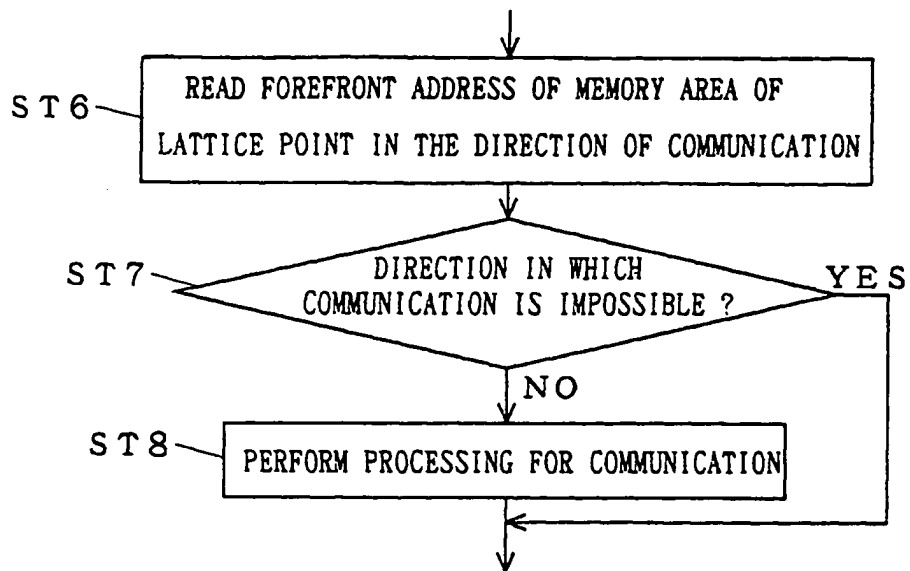 READ FOREFRONT ADDRESS OF MEMORY AREA OF
ST6
LATTICE POINT IN THE DIRECTION OF COMMUNICATION
ST7
DIRECTION IN WHICH
COMMUNICATION IS IMPOSSIBLE ?
YES
NO
ST8
PERFORM PROCESSING FOR COMMUNICATION